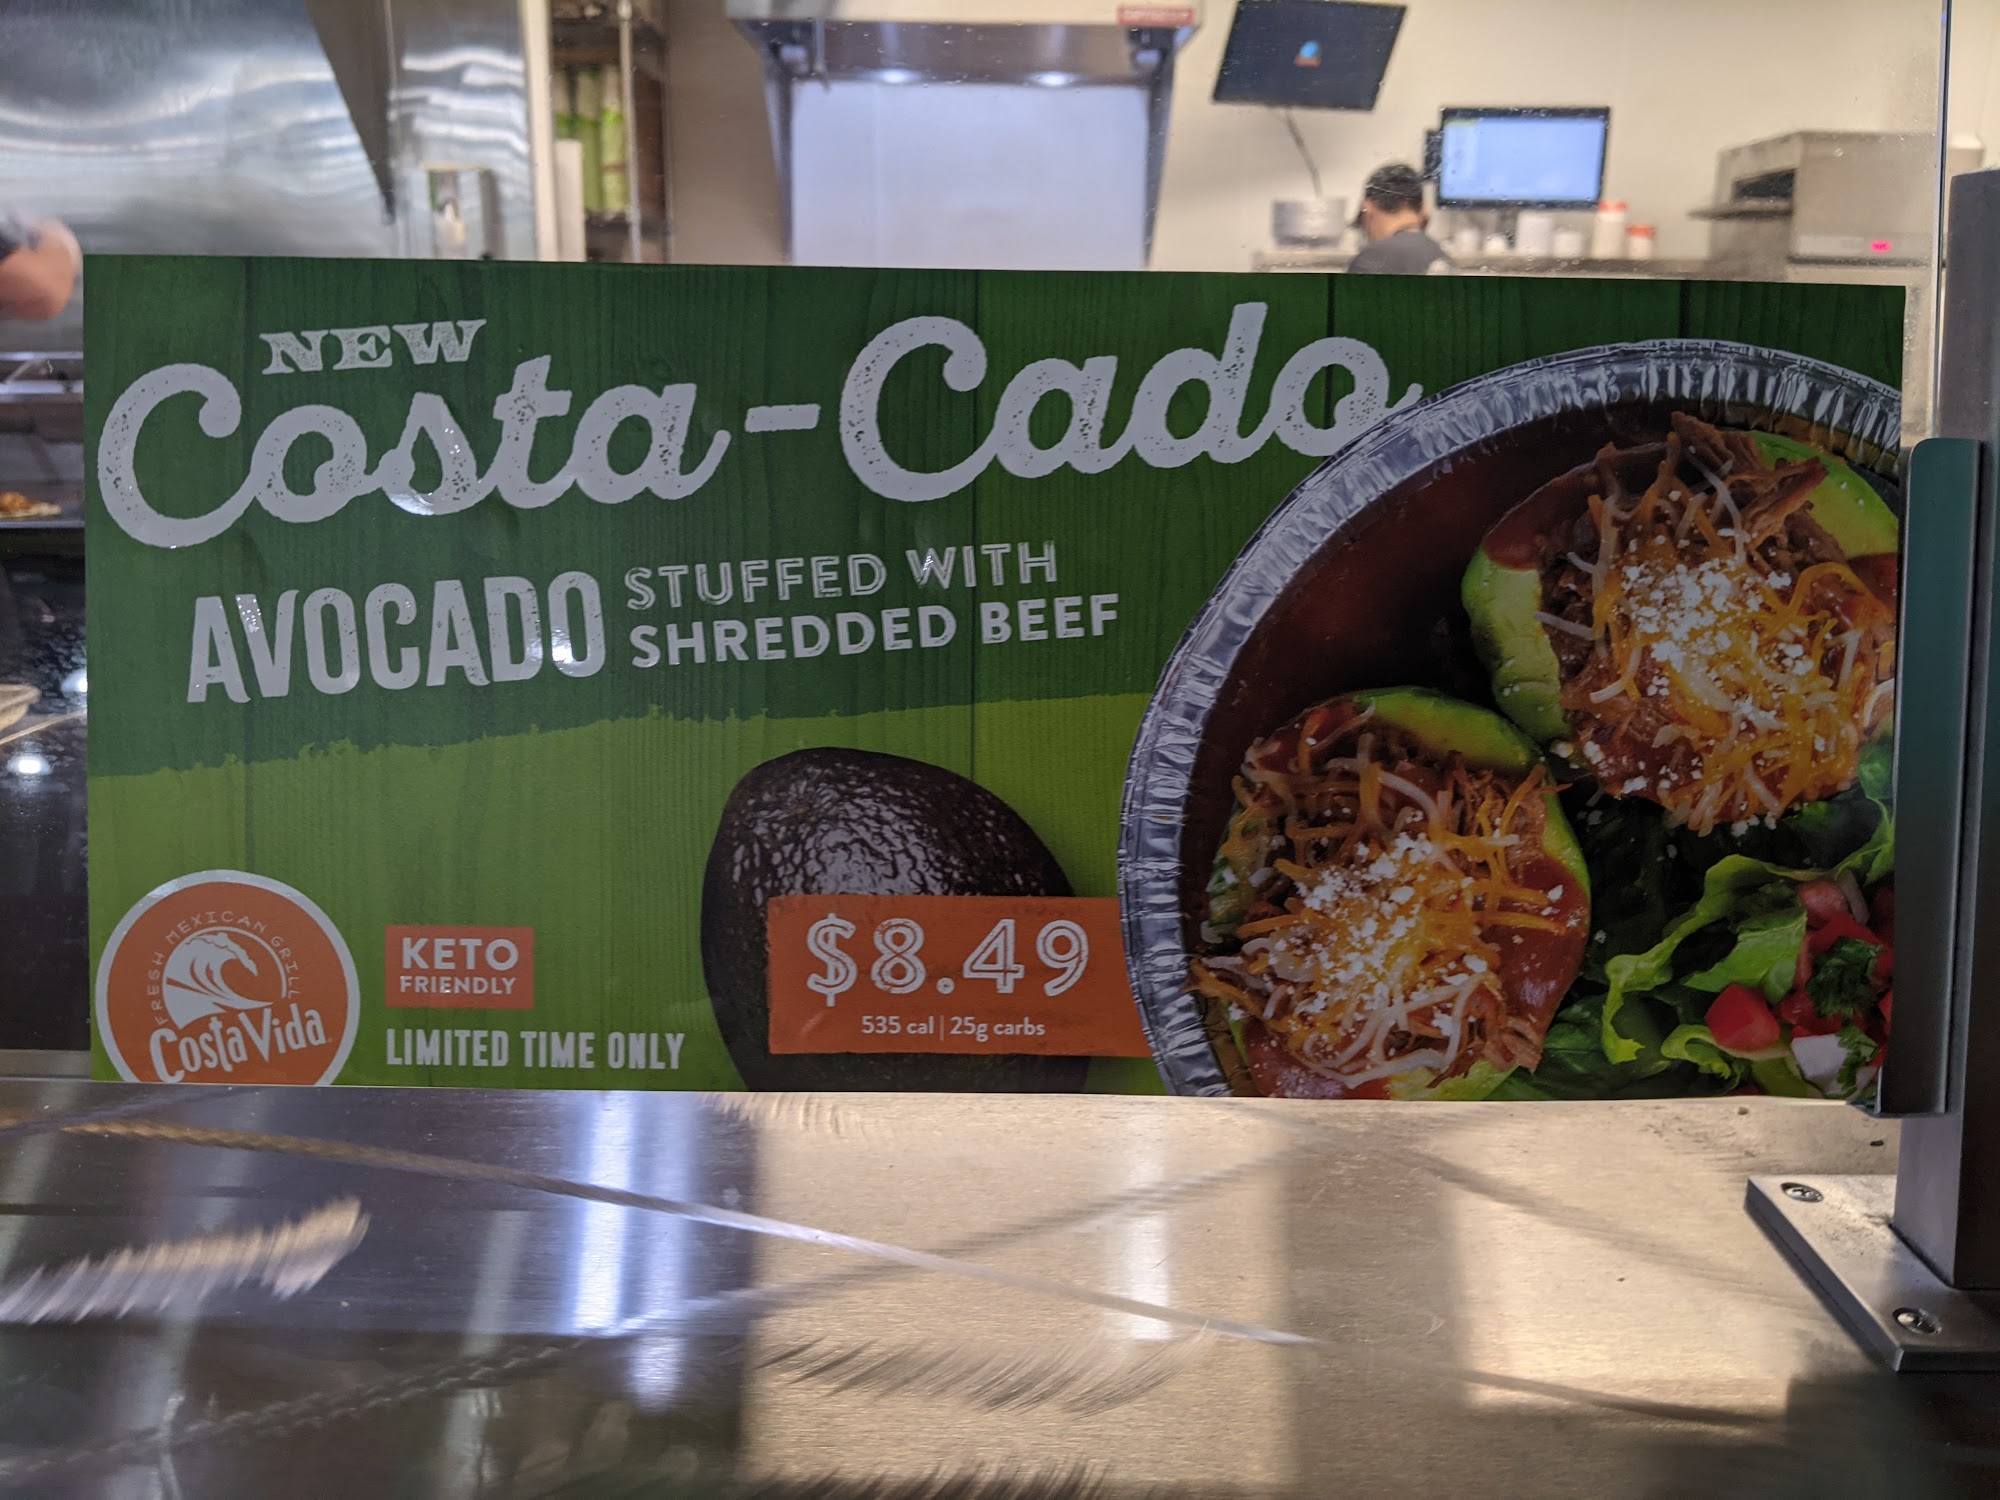 NEW
Costa-Cado
AVOCADO
STUFFED WITH
SHREDDED BEEF
FRESH MEXICAN GRILL
Costa Vida
KETO
FRIENDLY
LIMITED TIME ONLY
$8.49
535 cal | 25g carbs